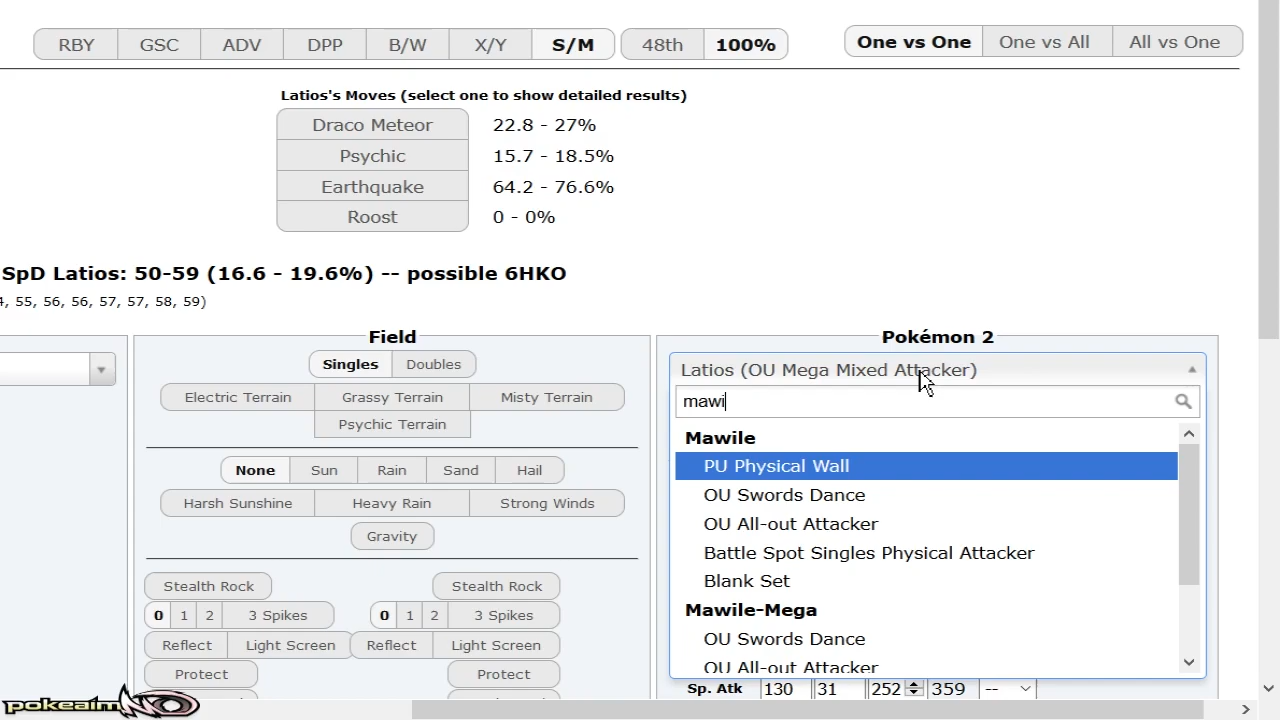 RBY GSC ADV DPP B/W X/Y S/M 48th 100% One vs One One vs All All vs One
Latios's Moves (select one to show detailed results)
Draco Meteor 22.8 - 27%
Psychic 15.7 - 18.5%
Earthquake 64.2 - 76.6%
Roost 0 - 0%
SpD Latios: 50-59 (16.6 - 19.6%) -- possible 6HKO
4, 55, 56, 56, 57, 57, 58, 59)
Field
Singles Doubles
Electric Terrain Grassy Terrain Misty Terrain
Psychic Terrain
None Sun Rain Sand Hail
Harsh Sunshine Heavy Rain Strong Winds
Gravity
Stealth Rock Stealth Rock
0 1 2 3 Spikes 0 1 2 3 Spikes
Reflect Light Screen Reflect Light Screen
Protect Protect
Pokémon 2
Latios (OU Mega Mixed Attacker)
mawi
Mawile
PU Physical Wall
OU Swords Dance
OU All-out Attacker
Battle Spot Singles Physical Attacker
Blank Set
Mawile-Mega
OU Swords Dance
OU All-out Attacker
Sp. Atk 130 31 252 359 --
pokeaimMD